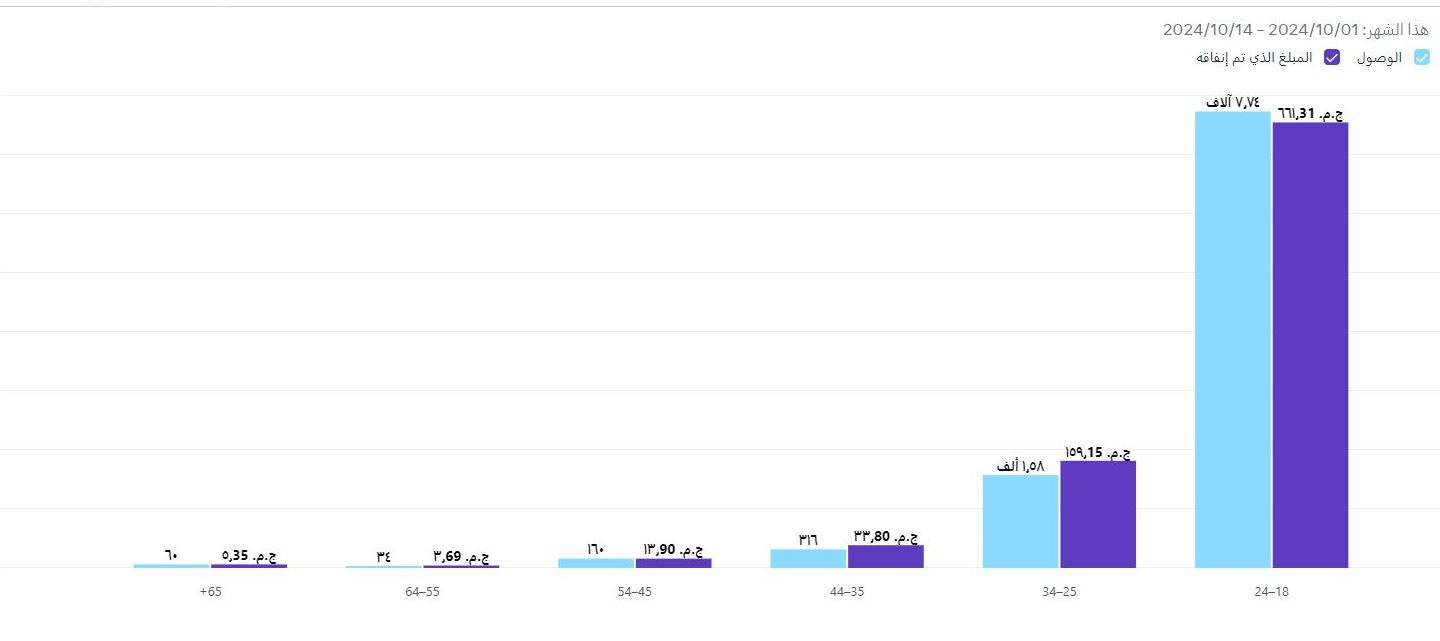 هذا الشهر: 2024/10/01 – 2024/10/14
الوصول المبلغ الذي تم إنفاقه
٧,٧٤ آلاف
ج.م. ٦٦١,31
ج.م. ١٥٩,15
١,٥٨ ألف
ج.م. ٣٣,80
٣١٦
ج.م. ١٣,90
١٦٠
ج.م. ٣,69
٣٤
ج.م. ٥,35
٦٠
24–18 34–25 44–35 54–45 64–55 +65